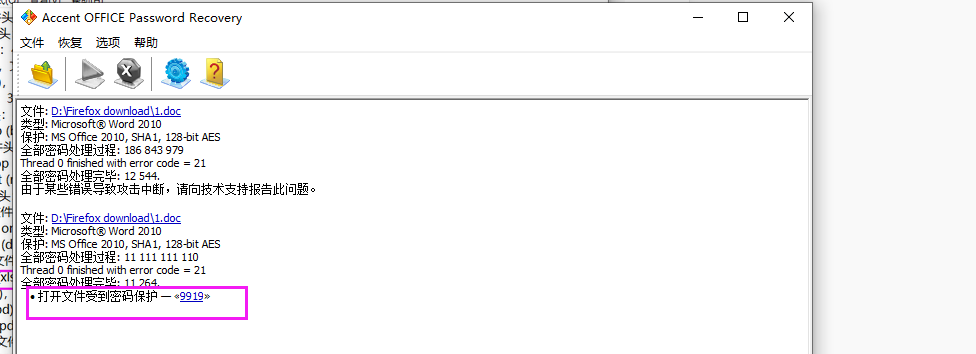 Accent OFFICE Password Recovery
文件 恢复 选项 帮助
文件: D:\Firefox download\1.doc
类型: Microsoft® Word 2010
保护: MS Office 2010, SHA1, 128-bit AES
全部密码处理过程: 186 843 979
Thread 0 finished with error code = 21
全部密码处理完毕: 12 544.
由于某些错误导致攻击中断，请向技术支持报告此问题。
文件: D:\Firefox download\1.doc
类型: Microsoft® Word 2010
保护: MS Office 2010, SHA1, 128-bit AES
全部密码处理过程: 11 111 111 110
Thread 0 finished with error code = 21
全部密码处理完毕: 11 264.
• 打开文件受到密码保护 — «9919»